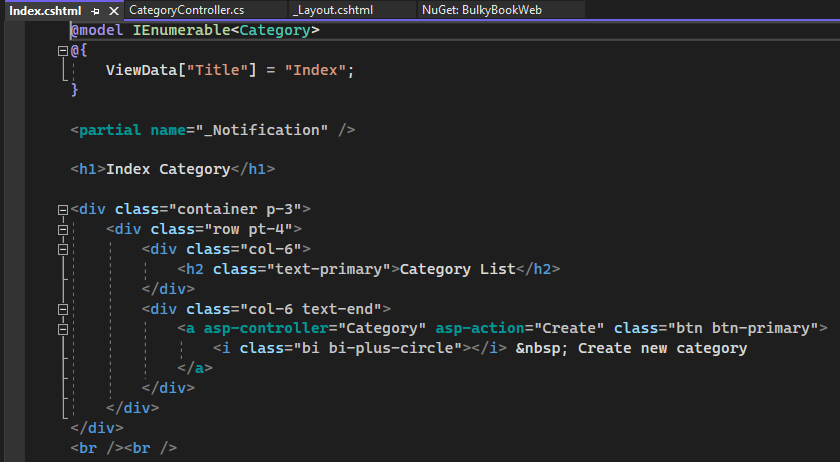 Index.cshtml CategoryController.cs _Layout.cshtml NuGet: BulkyBookWeb
@model IEnumerable<Category>
@{
    ViewData["Title"] = "Index";
}

<partial name="_Notification" />

<h1>Index Category</h1>

<div class="container p-3">
    <div class="row pt-4">
        <div class="col-6">
            <h2 class="text-primary">Category List</h2>
        </div>
        <div class="col-6 text-end">
            <a asp-controller="Category" asp-action="Create" class="btn btn-primary">
                <i class="bi bi-plus-circle"></i> &nbsp; Create new category
            </a>
        </div>
    </div>
</div>
<br /><br />